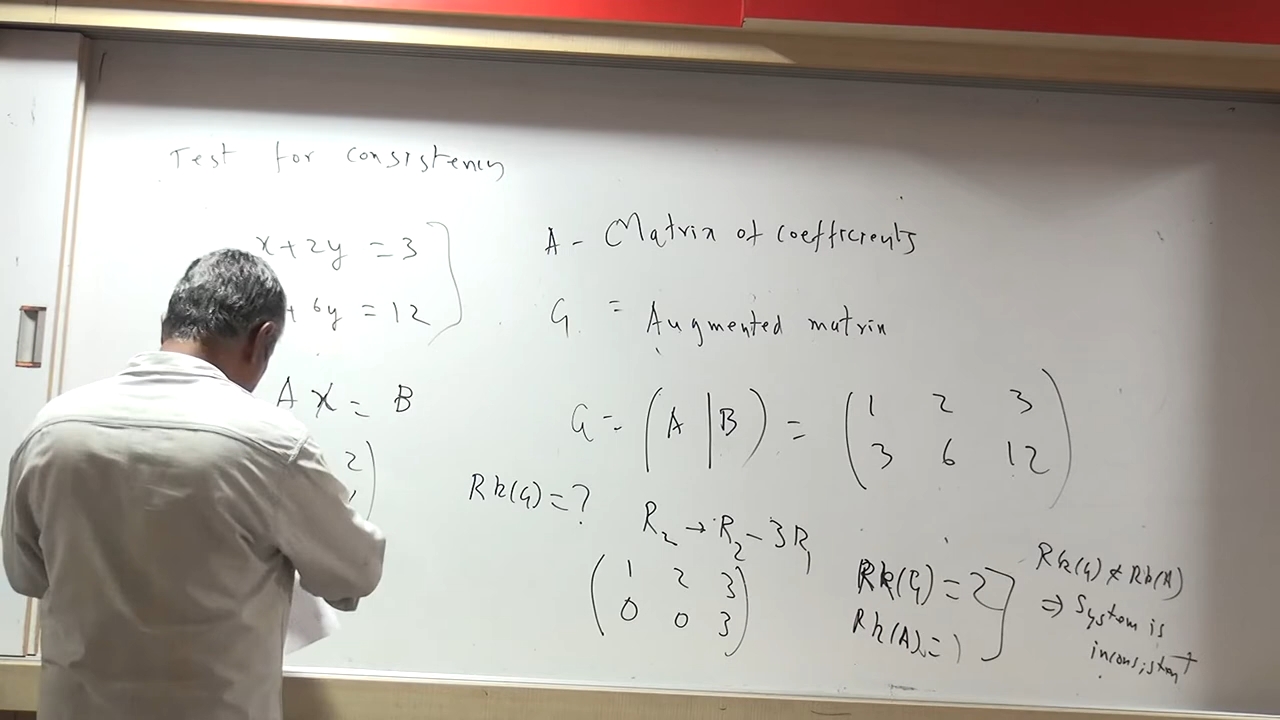 Test for consistency
x + 2y = 3
+ 6y = 12
A X = B
2
A - Matrix of coefficients
G = Augmented matrix
G = ( A | B ) = ( 1 2 3
3 6 12 )
Rk(G) = ?
R₂ → R₂ - 3R₁
( 1 2 3
0 0 3 )
Rk(G) = 2
Rk(A) = 1
Rk(G) ≠ Rk(A)
⇒ System is
inconsistent